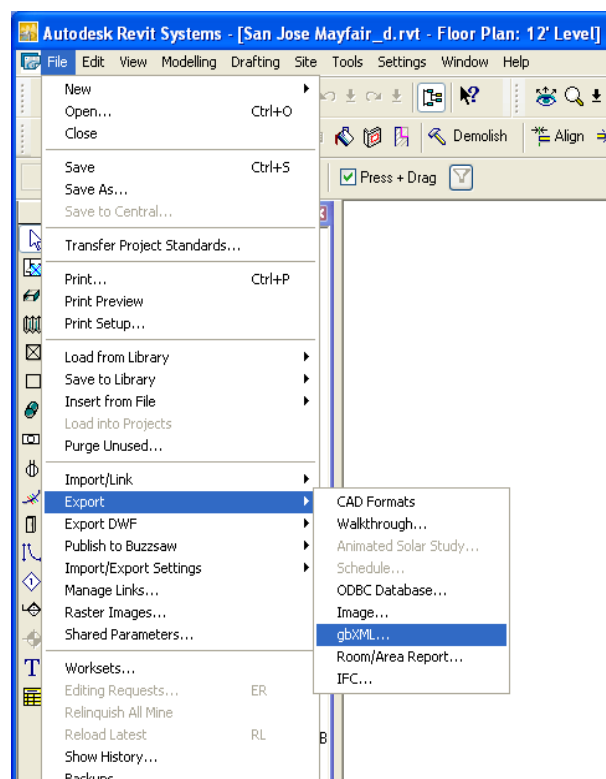 Autodesk Revit Systems - [San Jose Mayfair_d.rvt - Floor Plan: 12' Level]
File Edit View Modelling Drafting Site Tools Settings Window Help
New
Open... Ctrl+O
Close
Demolish Align
Save Ctrl+S
Press + Drag
Save As...
Save to Central...
Transfer Project Standards...
Print... Ctrl+P
Print Preview
Print Setup...
Load from Library
Save to Library
Insert from File
Load into Projects
Purge Unused...
Import/Link
Export
Export DWF
Publish to Buzzsaw
Import/Export Settings
Manage Links...
Raster Images...
Shared Parameters...
Worksets...
Editing Requests... ER
Relinquish All Mine
Reload Latest RL
Show History...
Backups...
CAD Formats
Walkthrough...
Animated Solar Study...
Schedule...
ODBC Database...
Image...
gbXML...
Room/Area Report...
IFC...
T
1
B